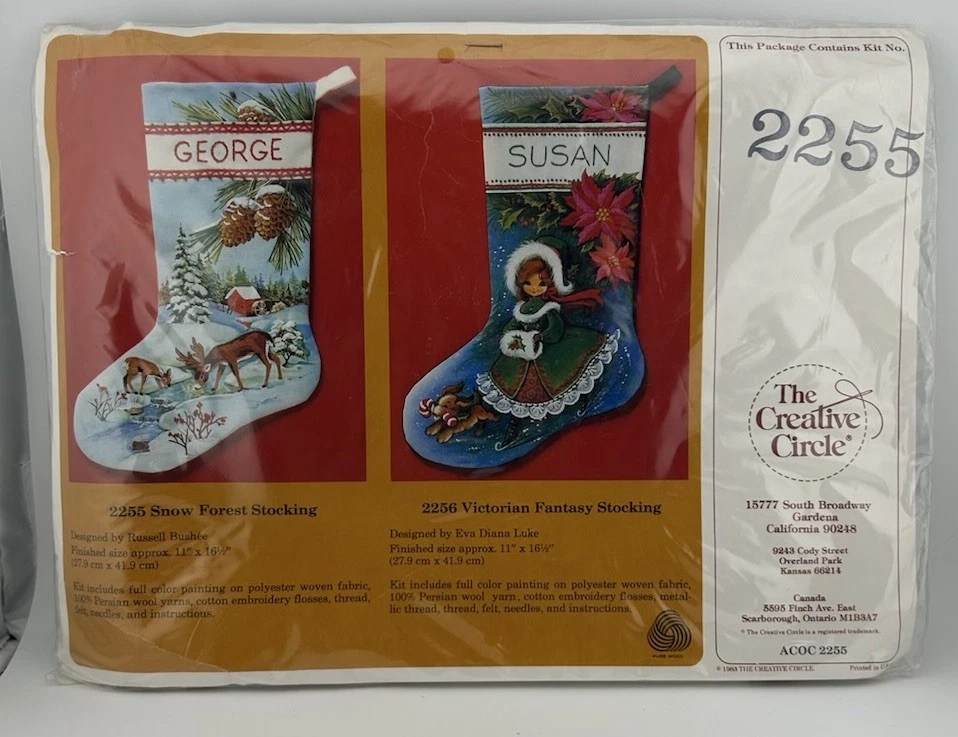 GEORGE
SUSAN
2255 Snow Forest Stocking
Designed by Russell Bushée
Finished size approx. 11" x 16½"
(27.9 cm x 41.9 cm)
Kit includes full color painting on polyester woven fabric,
100% Persian wool yarns, cotton embroidery flosses, thread,
felt, needles, and instructions.
2256 Victorian Fantasy Stocking
Designed by Eva Diana Luke
Finished size approx. 11" x 16½"
(27.9 cm x 41.9 cm)
Kit includes full color painting on polyester woven fabric,
100% Persian wool yarn, cotton embroidery flosses, metal-
lic thread, thread, felt, needles, and instructions.
PURE WOOL
This Package Contains Kit No.
2255
The
Creative
Circle®
15777 South Broadway
Gardena
California 90248
9243 Cody Street
Overland Park
Kansas 66214
Canada
5595 Finch Ave. East
Scarborough, Ontario M1B3A7
® The Creative Circle is a registered trademark.
ACOC 2255
© 1983 THE CREATIVE CIRCLE. Printed in